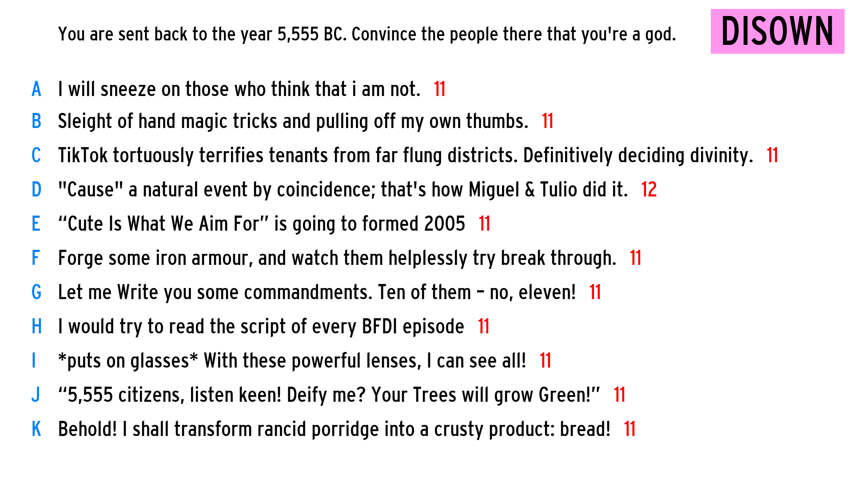 You are sent back to the year 5,555 BC. Convince the people there that you're a god.
DISOWN
A I will sneeze on those who think that i am not. 11
B Sleight of hand magic tricks and pulling off my own thumbs. 11
C TikTok tortuously terrifies tenants from far flung districts. Definitively deciding divinity. 11
D "Cause" a natural event by coincidence; that's how Miguel & Tulio did it. 12
E “Cute Is What We Aim For” is going to formed 2005 11
F Forge some iron armour, and watch them helplessly try break through. 11
G Let me Write you some commandments. Ten of them – no, eleven! 11
H I would try to read the script of every BFDI episode 11
I *puts on glasses* With these powerful lenses, I can see all! 11
J “5,555 citizens, listen keen! Deify me? Your Trees will grow Green!” 11
K Behold! I shall transform rancid porridge into a crusty product: bread! 11